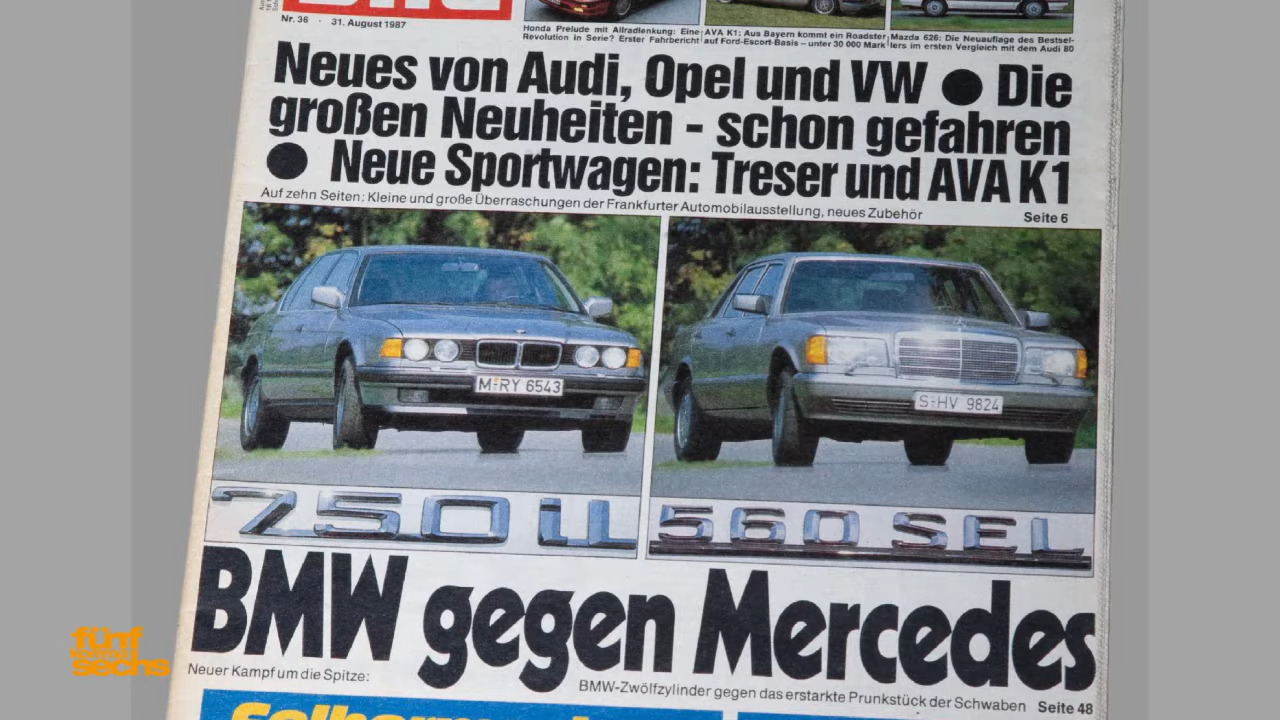 Nr. 36 · 31. August 1987
Honda Prelude mit Allradlenkung: Eine
Revolution in Serie? Erster Fahrbericht
AVA K1: Aus Bayern kommt ein Roadster
auf Ford-Escort-Basis – unter 30 000 Mark
Mazda 626: Die Neuauflage des Bestsel-
lers im ersten Vergleich mit dem Audi 80
Neues von Audi, Opel und VW ● Die
großen Neuheiten - schon gefahren
● Neue Sportwagen: Treser und AVA K1
Auf zehn Seiten: Kleine und große Überraschungen der Frankfurter Automobilausstellung, neues Zubehör
Seite 6
M-RY 6543
S-HV 9824
750 iL
560 SEL
BMW gegen Mercedes
Neuer Kampf um die Spitze:
BMW-Zwölfzylinder gegen das erstarkte Prunkstück der Schwaben Seite 48
fünf
sechs